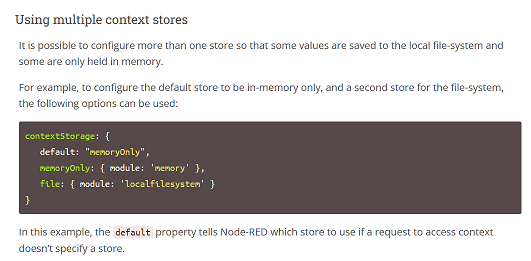 Using multiple context stores
It is possible to configure more than one store so that some values are saved to the local file-system and
some are only held in memory.
For example, to configure the default store to be in-memory only, and a second store for the file-system,
the following options can be used:
contextStorage: {
   default: "memoryOnly",
   memoryOnly: { module: 'memory' },
   file: { module: 'localfilesystem' }
}
In this example, the default property tells Node-RED which store to use if a request to access context
doesn't specify a store.